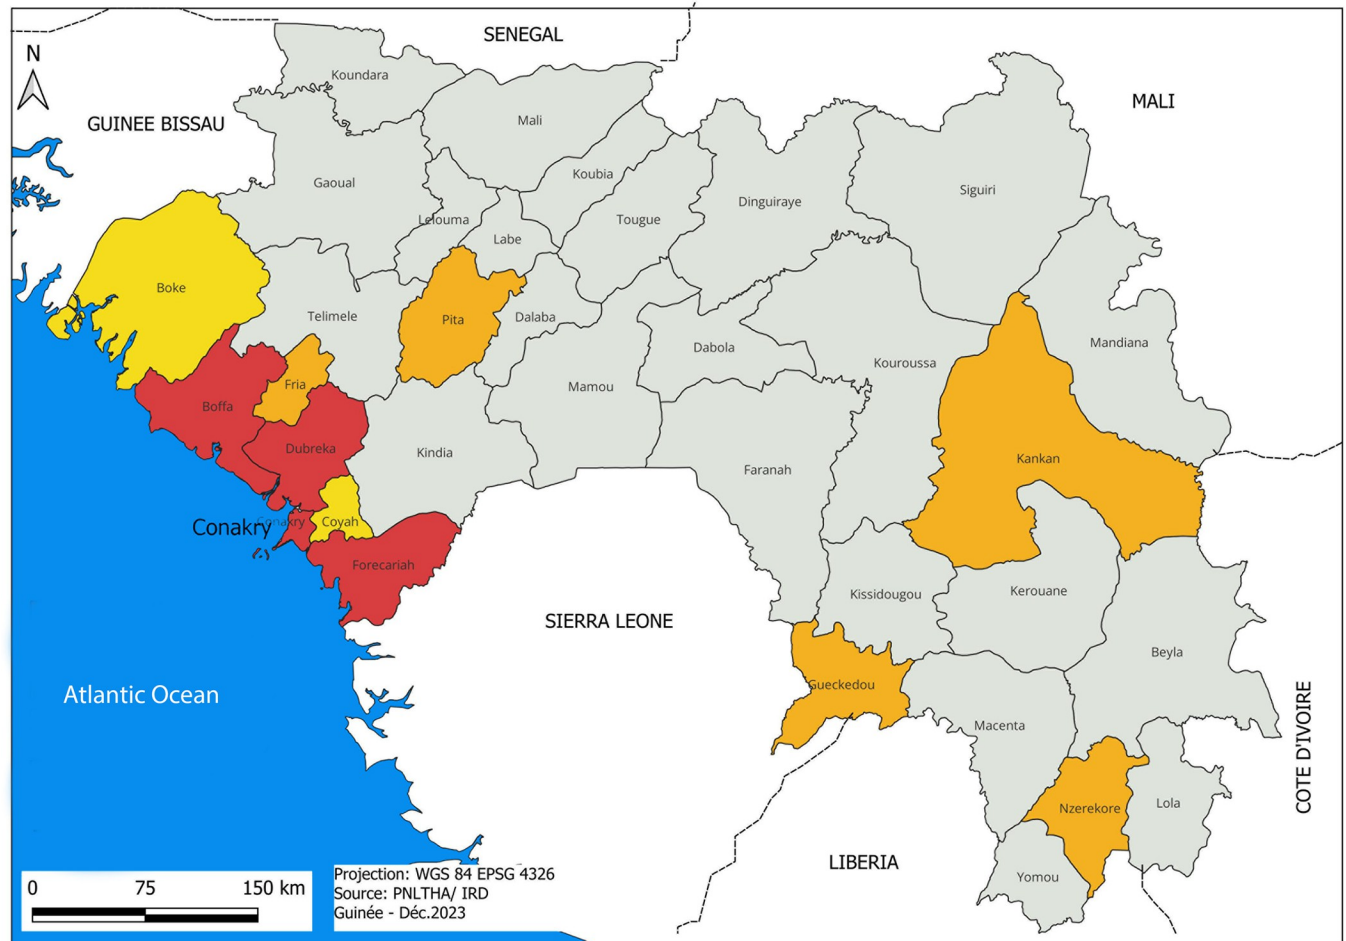 SENEGAL
N
Koundara
MALI
Mali
GUINEE BISSAU
Koubia
Gaoual
Siguiri
Dinguiraye
Lelouma
Tougue
Labe
Boke
Telimele
Pita
Dalaba
Mandiana
Dabola
Kouroussa
Fria
Mamou
Boffa
Dubreka
Kindia
Kankan
Faranah
Conakry
Conakry
Coyah
Forecariah
Kerouane
Kissidougou
SIERRA LEONE
Beyla
Gueckedou
Atlantic Ocean
Macenta
COTE D'IVOIRE
Lola
Nzerekore
LIBERIA
Yomou
0 75 150 km
Projection: WGS 84 EPSG 4326
Source: PNLTHA/ IRD
Guinée - Déc.2023